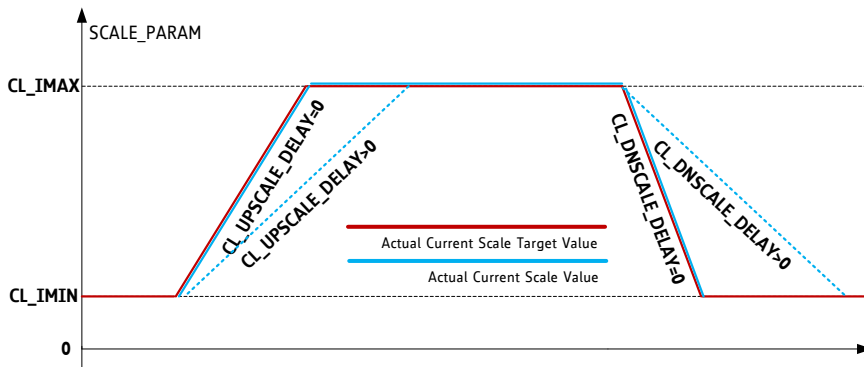 SCALE_PARAM
CL_IMAX
CL_UPSCALE_DELAY=0
CL_UPSCALE_DELAY>0
CL_DNSCALE_DELAY=0
CL_DNSCALE_DELAY>0
Actual Current Scale Target Value
Actual Current Scale Value
CL_IMIN
0